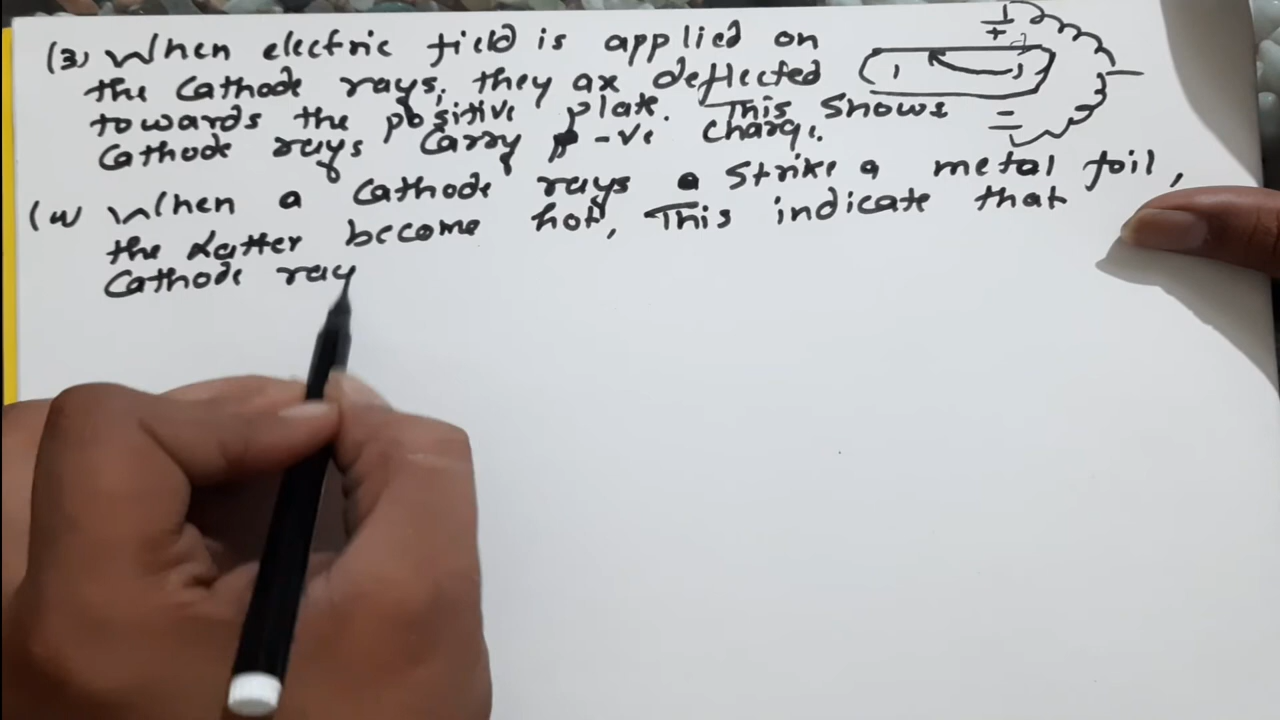 (3) When electric field is applied on
the Cathode rays, they are deflected
towards the positive plate. This shows
Cathode rays Carry -ve charge.
When a Cathode rays a strike a metal foil,
the Latter become hot, This indicate that
Cathode ray